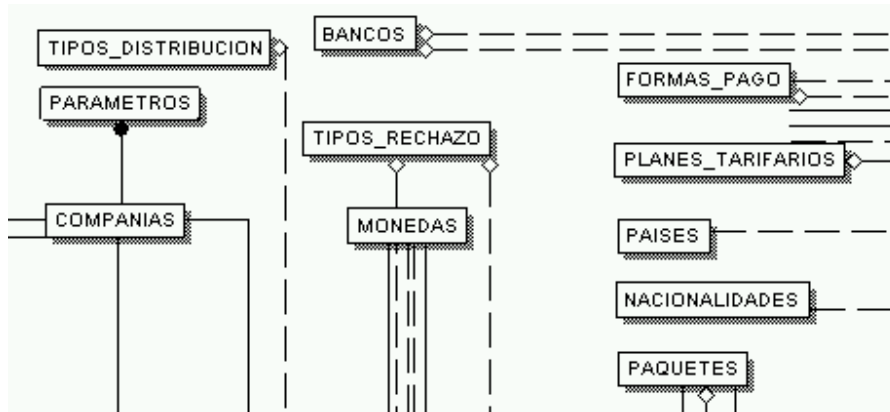 TIPOS_DISTRIBUCION
BANCOS
FORMAS_PAGO
PARAMETROS
TIPOS_RECHAZO
PLANES_TARIFARIOS
COMPANIAS
MONEDAS
PAISES
NACIONALIDADES
PAQUETES